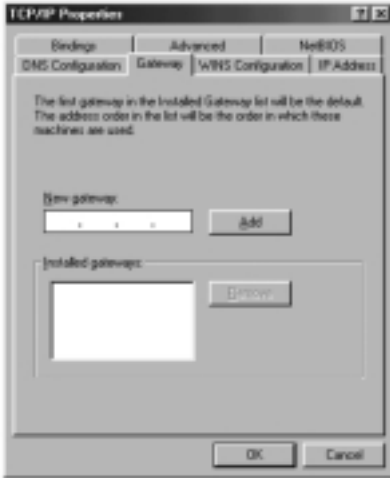 TCP/IP Properties
Bindings Advanced NetBIOS
DNS Configuration Gateway WINS Configuration IP Address
The first gateway in the Installed Gateway list will be the default.
The address order in the list will be the order in which these
machines are used.
New gateway:
. . .
Add
Installed gateways:
Remove
OK Cancel